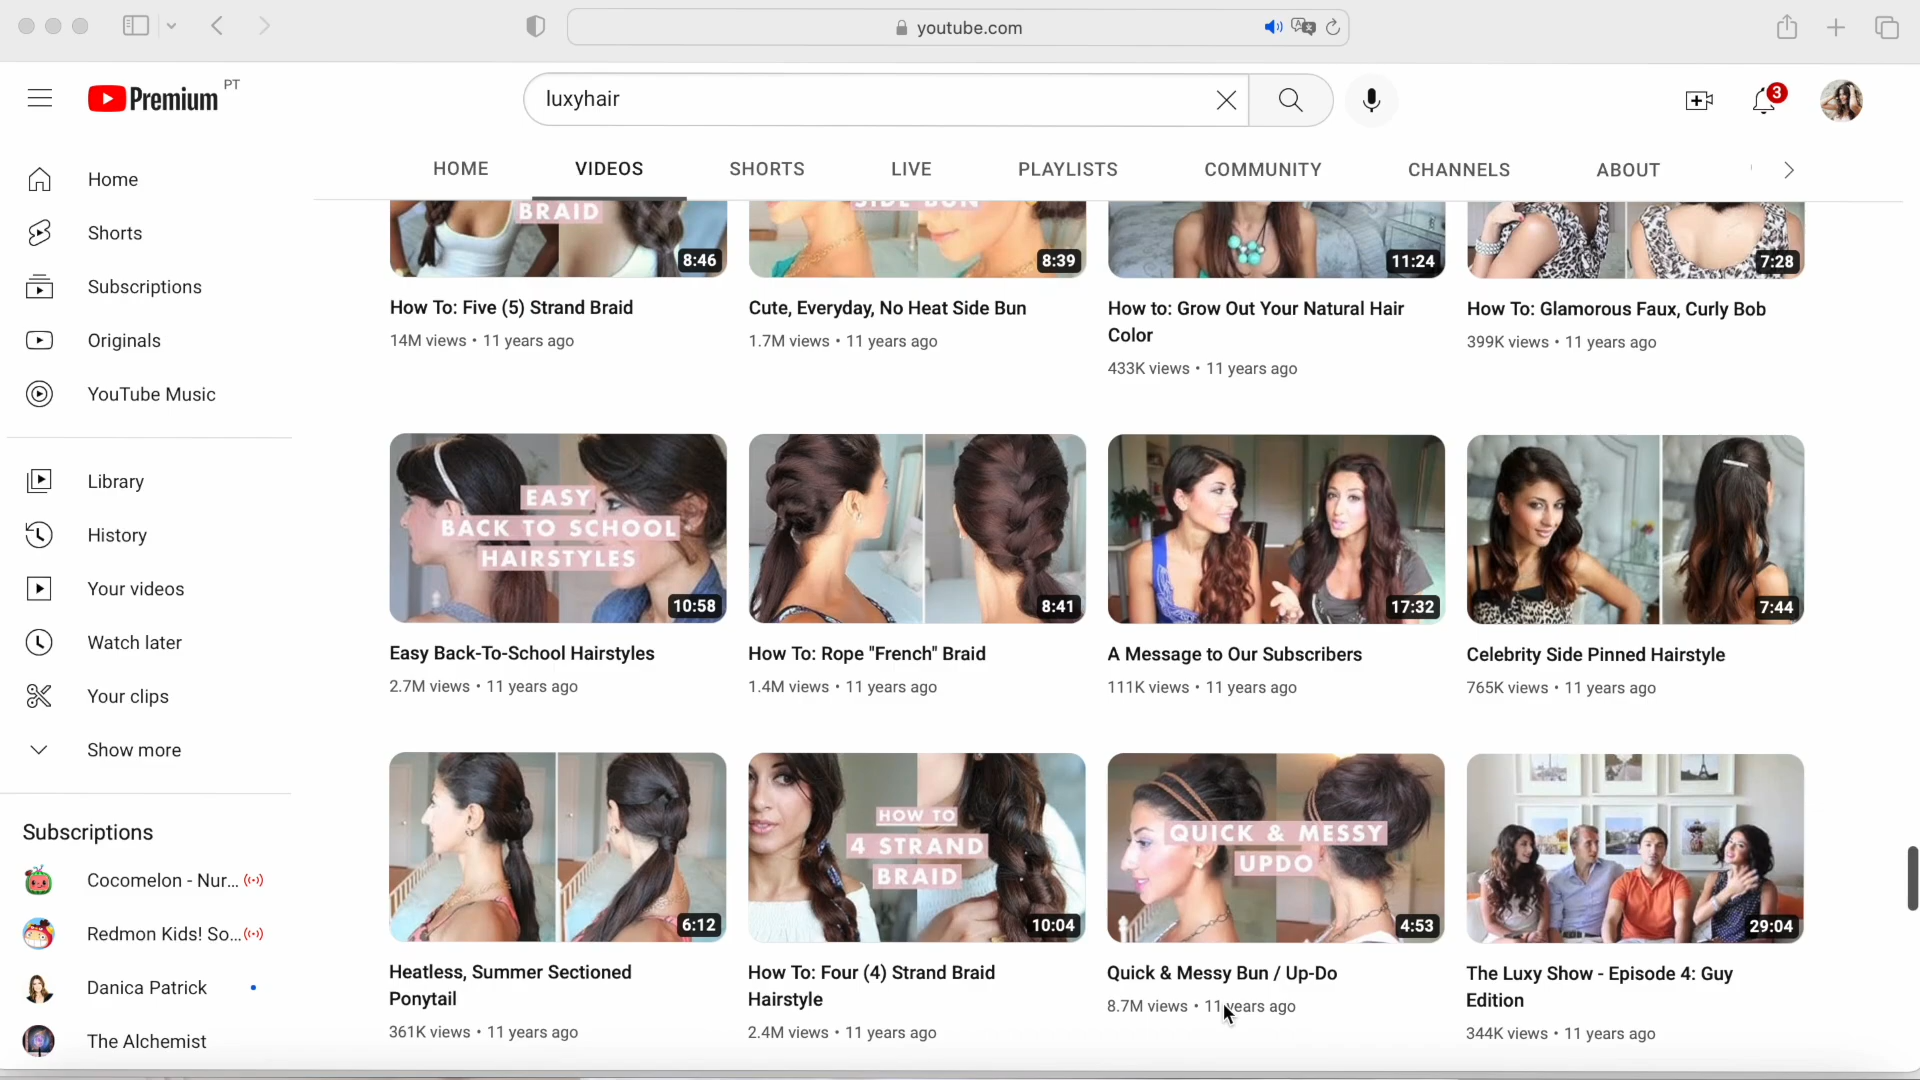 youtube.com
Premium PT
luxyhair
3
HOME VIDEOS SHORTS LIVE PLAYLISTS COMMUNITY CHANNELS ABOUT
Home
Shorts
Subscriptions
Originals
YouTube Music
Library
History
Your videos
Watch later
Your clips
Show more
Subscriptions
Cocomelon - Nur...
Redmon Kids! So...
Danica Patrick
The Alchemist
BRAID
8:46
How To: Five (5) Strand Braid
14M views • 11 years ago
SIDE BUN
8:39
Cute, Everyday, No Heat Side Bun
1.7M views • 11 years ago
11:24
How to: Grow Out Your Natural Hair
Color
433K views • 11 years ago
7:28
How To: Glamorous Faux, Curly Bob
399K views • 11 years ago
EASY
BACK TO SCHOOL
HAIRSTYLES
10:58
Easy Back-To-School Hairstyles
2.7M views • 11 years ago
8:41
How To: Rope "French" Braid
1.4M views • 11 years ago
17:32
A Message to Our Subscribers
111K views • 11 years ago
7:44
Celebrity Side Pinned Hairstyle
765K views • 11 years ago
6:12
Heatless, Summer Sectioned
Ponytail
361K views • 11 years ago
HOW TO
4 STRAND
BRAID
10:04
How To: Four (4) Strand Braid
Hairstyle
2.4M views • 11 years ago
QUICK & MESSY
UPDO
4:53
Quick & Messy Bun / Up-Do
8.7M views • 11 years ago
29:04
The Luxy Show - Episode 4: Guy
Edition
344K views • 11 years ago